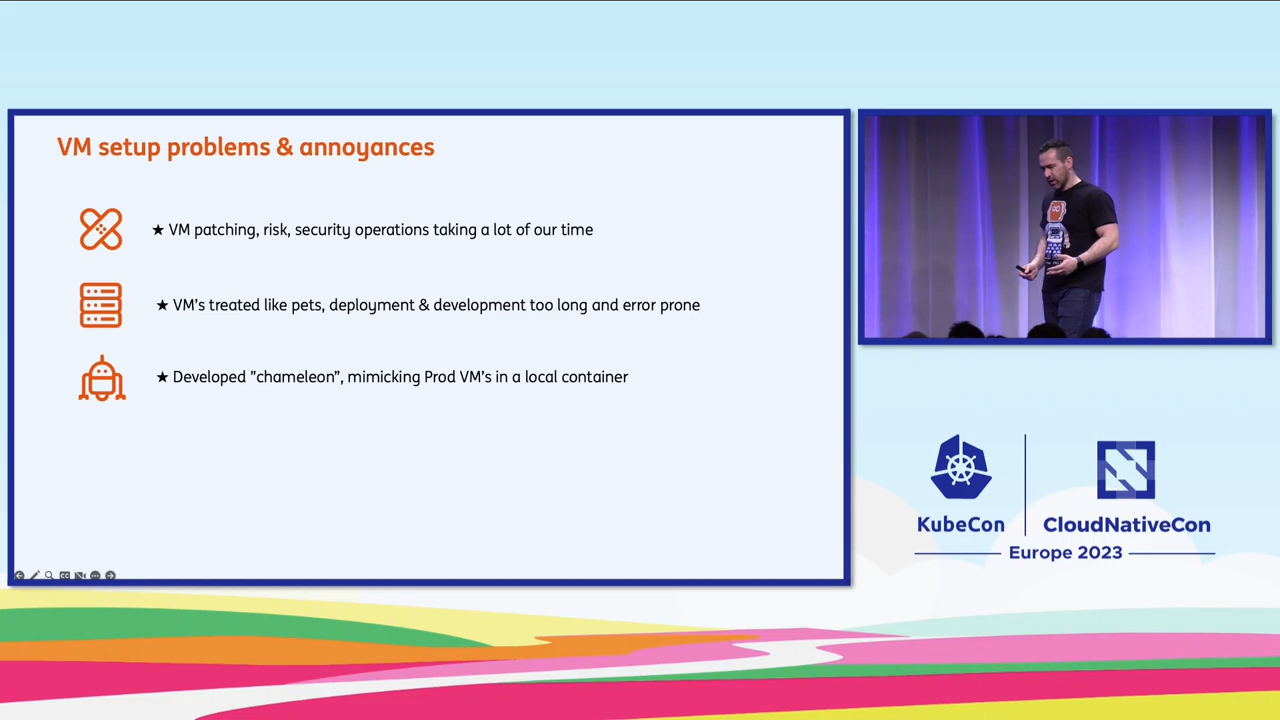 VM setup problems & annoyances
★ VM patching, risk, security operations taking a lot of our time
★ VM's treated like pets, deployment & development too long and error prone
★ Developed "chameleon”, mimicking Prod VM's in a local container
KubeCon
CloudNativeCon
Europe 2023